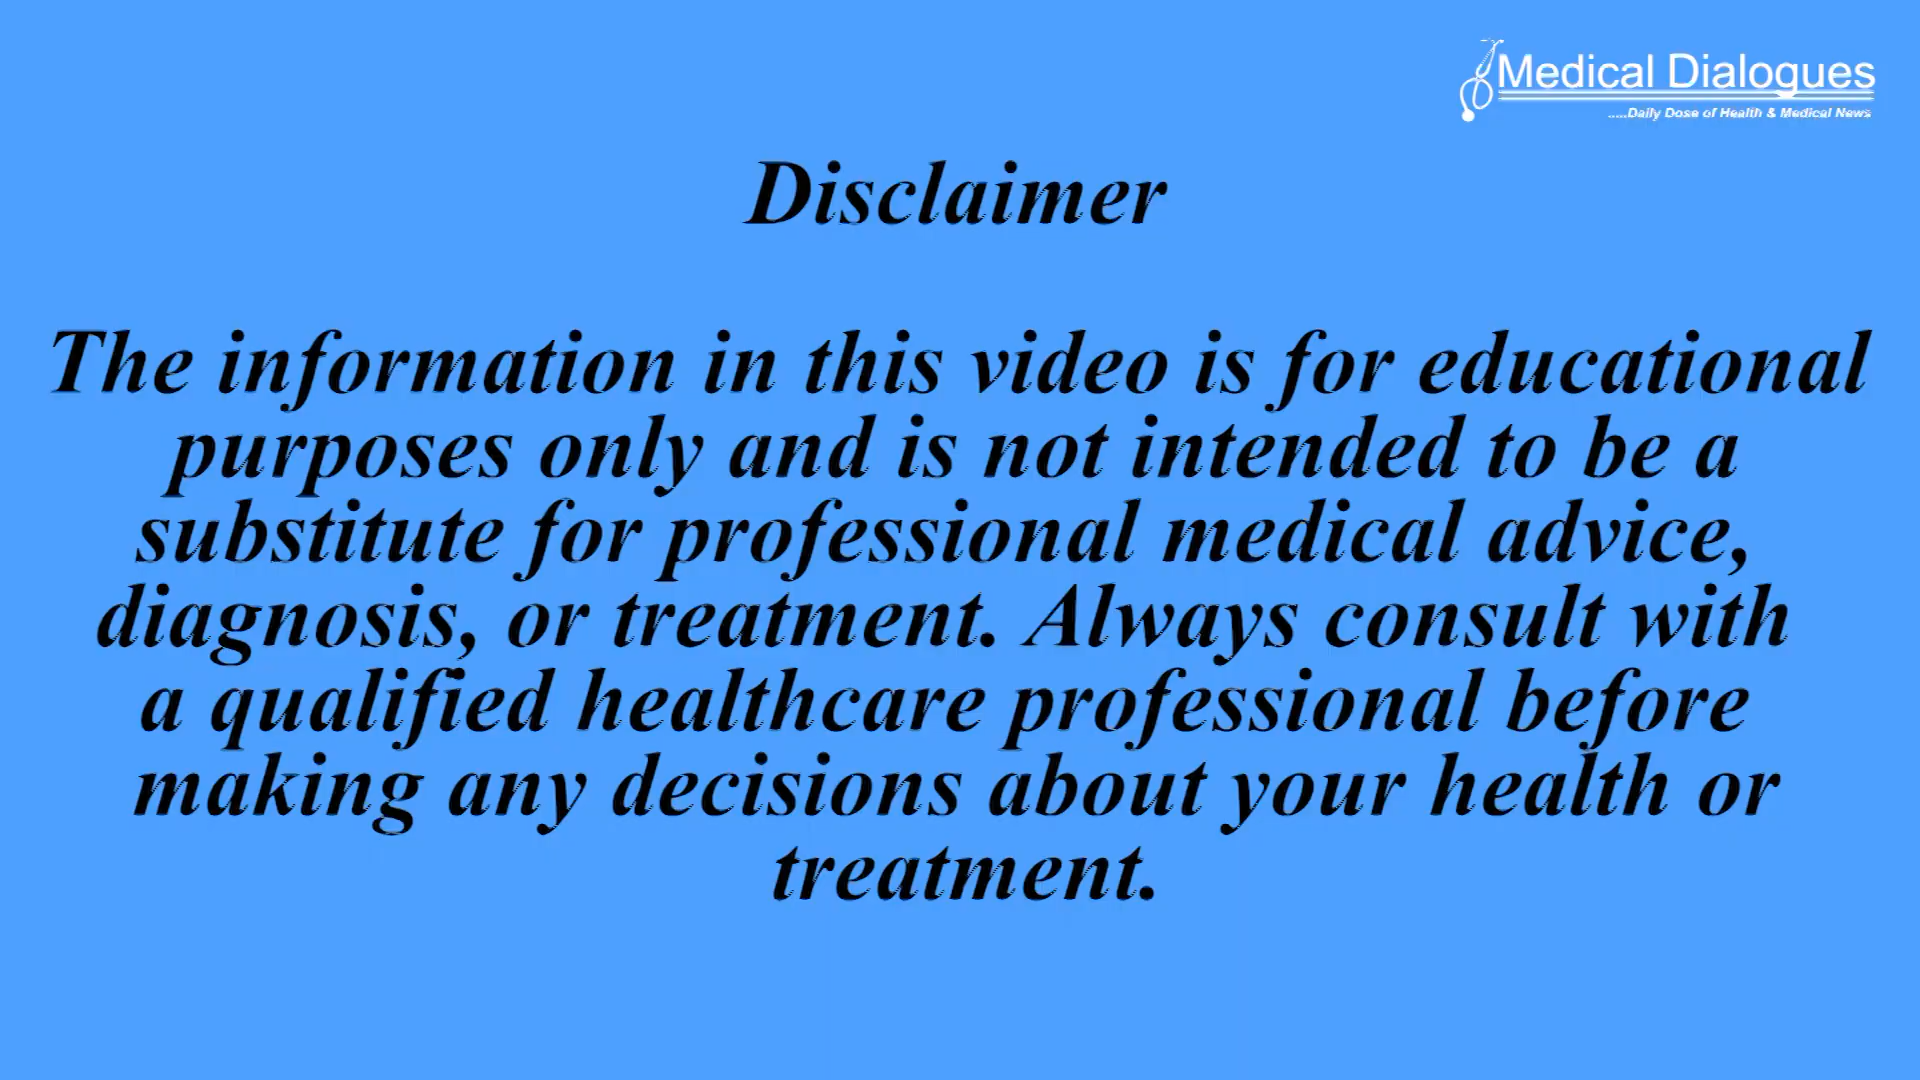 Medical Dialogues
.....Daily Dose of Health & Medical News
Disclaimer
The information in this video is for educational
purposes only and is not intended to be a
substitute for professional medical advice,
diagnosis, or treatment. Always consult with
a qualified healthcare professional before
making any decisions about your health or
treatment.